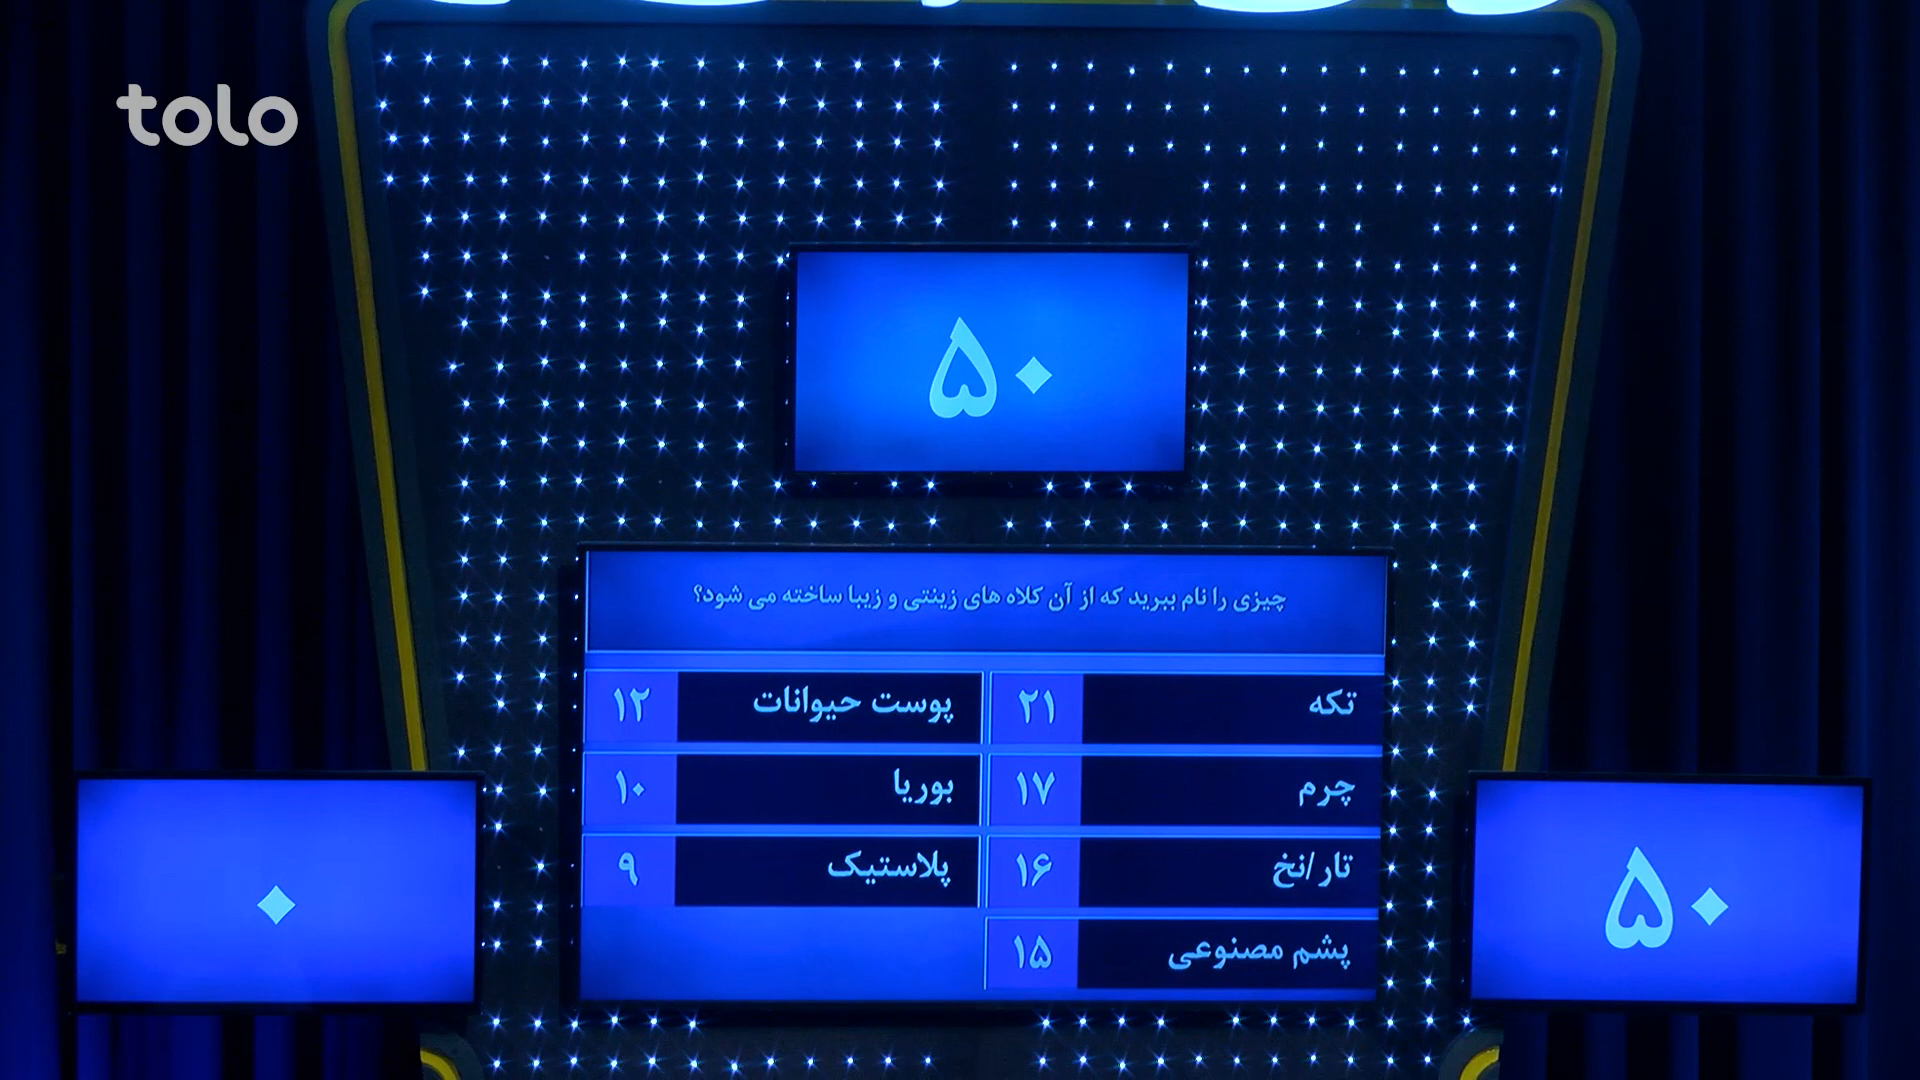 tolo
۵۰
چیزی را نام ببرید که از آن کلاه های زینتی و زیبا ساخته می شود؟
تکه ۲۱
چرم ۱۷
تار/نخ ۱۶
پشم مصنوعی ۱۵
پوست حیوانات ۱۲
بوریا ۱۰
پلاستیک ۹
۵۰
۰